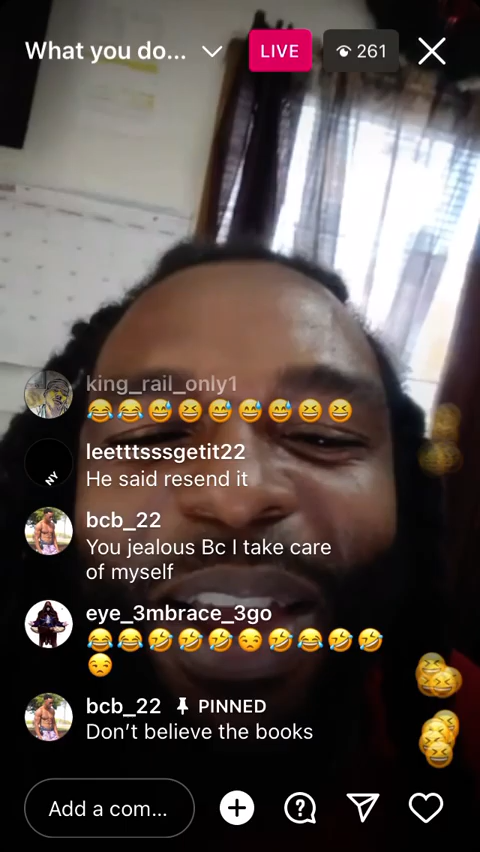 What you do...
LIVE
261
king_rail_only1
😂😂😅😆😅😅😅😆😆
leetttsssgetit22
He said resend it
bcb_22
You jealous Bc I take care
of myself
eye_3mbrace_3go
😂😂🤣🤣🤣😒🤣😂🤣🤣
😒
bcb_22 PINNED
Don’t believe the books
Add a com...
NY